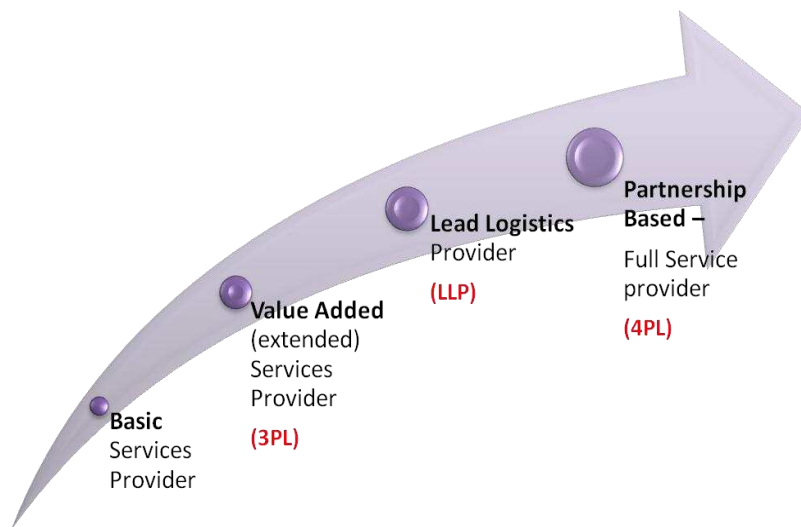 Basic
Services
Provider
Value Added
(extended)
Services
Provider
(3PL)
Lead Logistics
Provider
(LLP)
Partnership
Based –
Full Service
provider
(4PL)